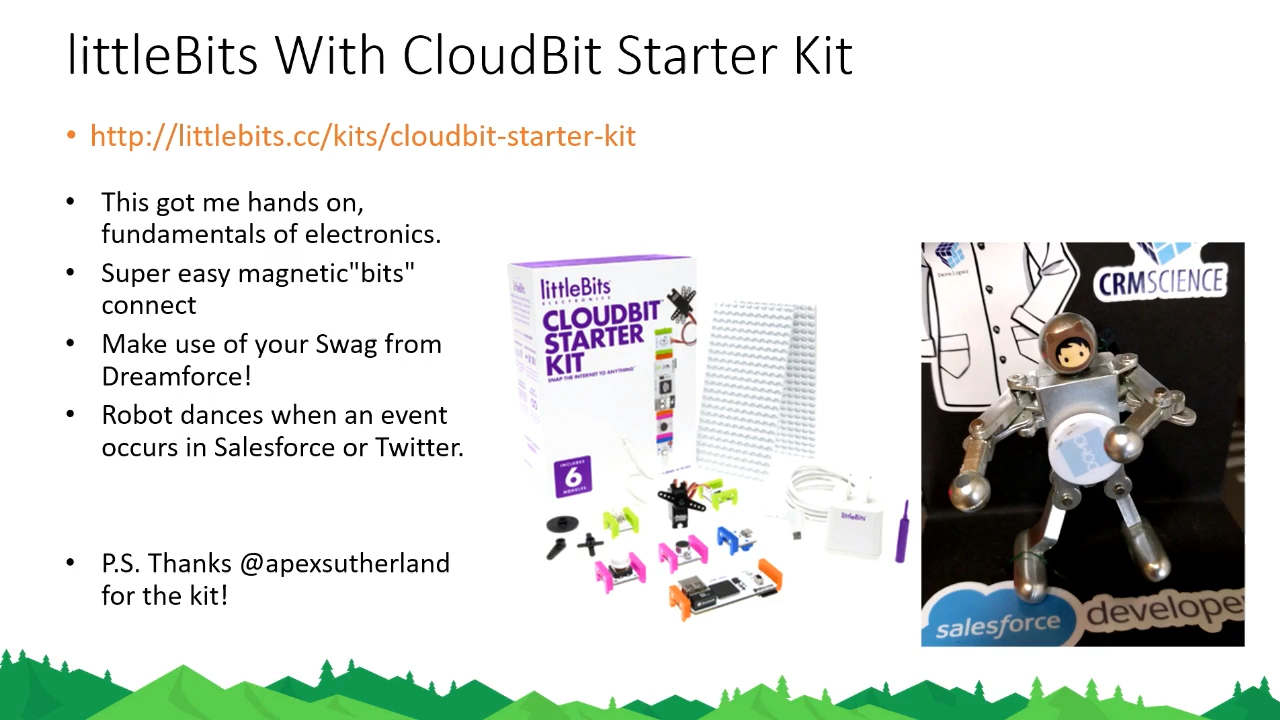 littleBits With CloudBit Starter Kit
• http://littlebits.cc/kits/cloudbit-starter-kit
• This got me hands on,
fundamentals of electronics.
• Super easy magnetic"bits"
connect
• Make use of your Swag from
Dreamforce!
• Robot dances when an event
occurs in Salesforce or Twitter.
• P.S. Thanks @apexsutherland
for the kit!
littleBits
ELECTRONICS
CLOUDBIT
STARTER
KIT
SNAP THE INTERNET TO ANYTHING
INCLUDES
6
MODULES
littleBits
littleBits
Developer
CRMSCIENCE
salesforce
develope